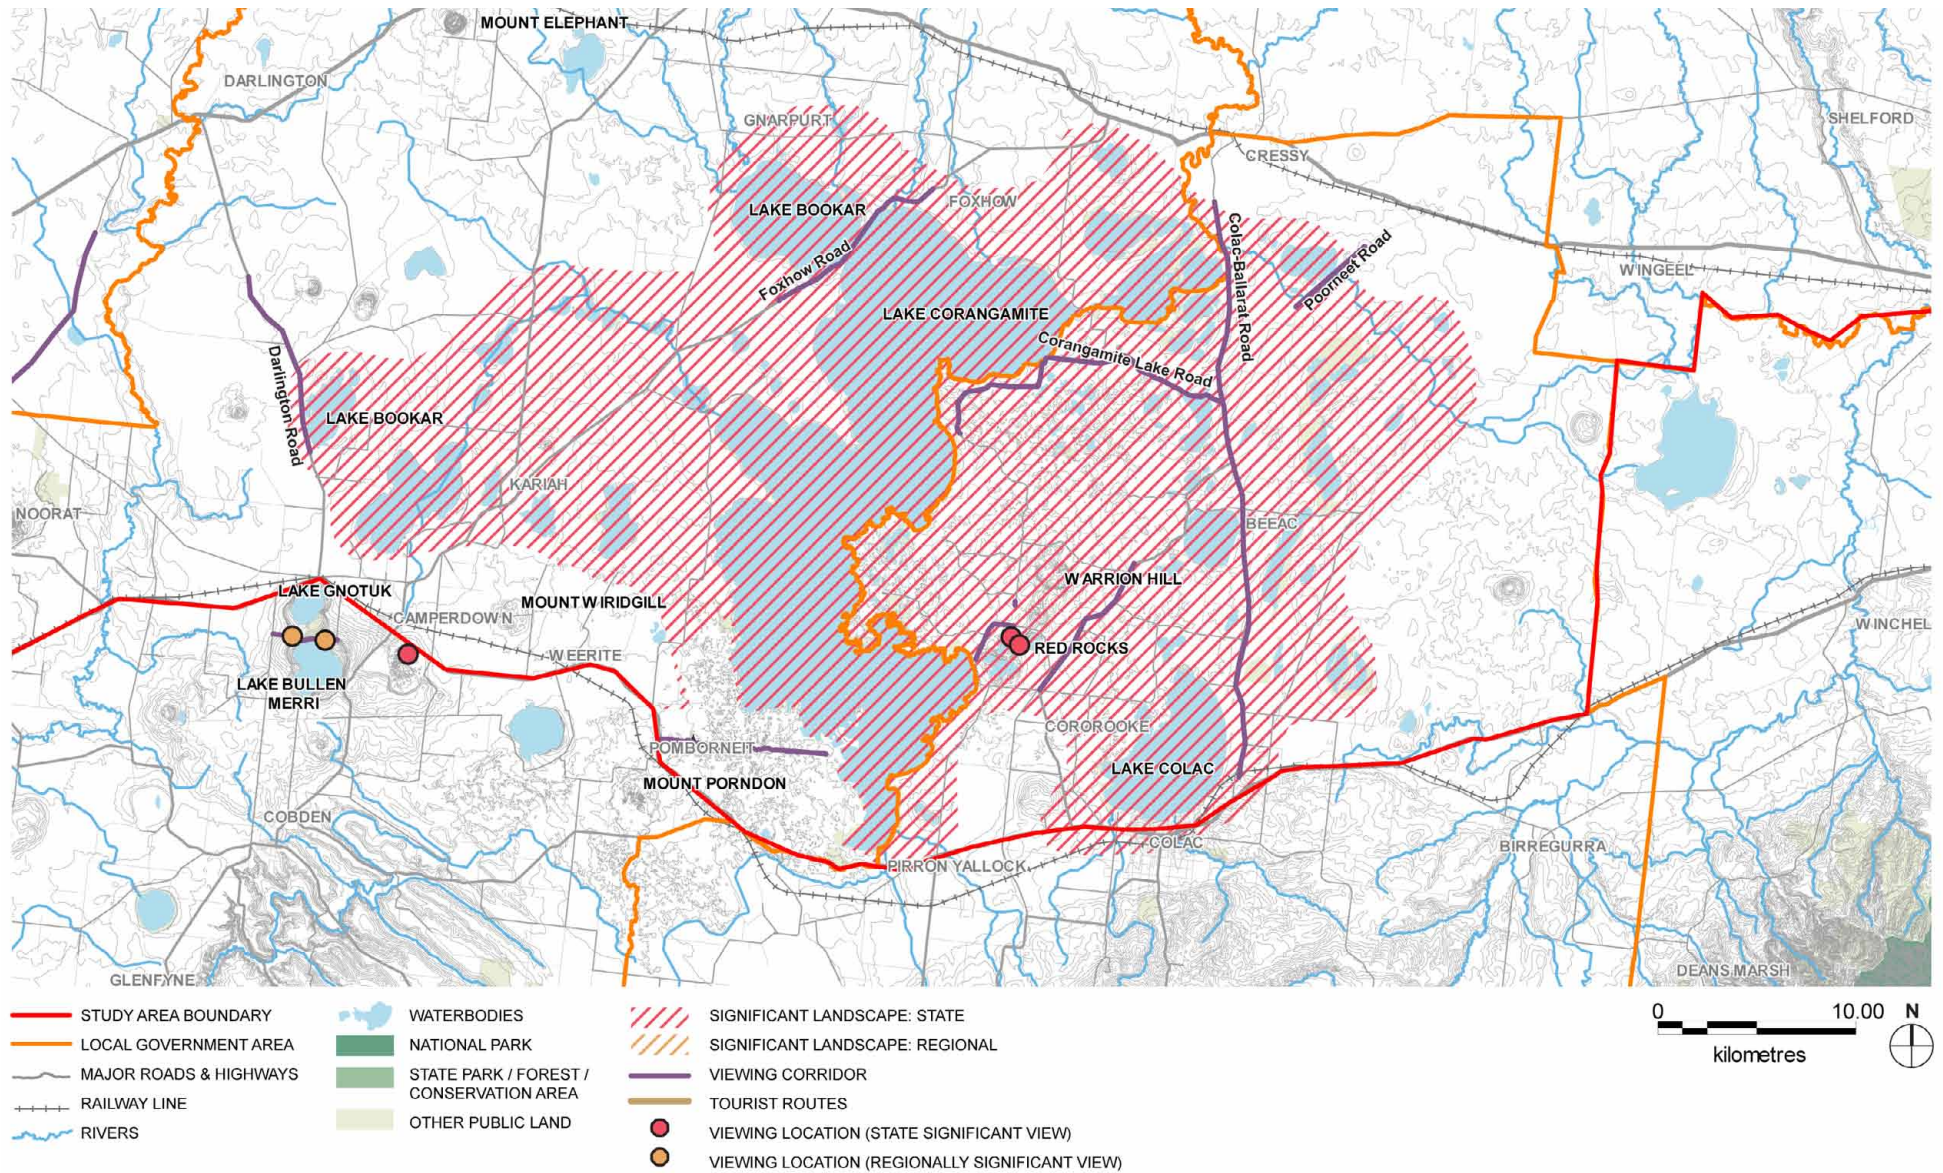 MOUNT ELEPHANT
DARLINGTON
GNARPURT
SHELFORD
CRESSY
LAKE BOOKAR
FOXHOW
Foxhow Road
Colac-Ballarat Road
Poorneet Road
WINGEEL
LAKE CORANGAMITE
Corangamite Lake Road
Darlington Road
LAKE BOOKAR
KARIAH
NOORAT
BEEAC
LAKE GNOTUK
CAMPERDOWN
MOUNT WIRIDGILL
WARRION HILL
WINCHEL
WEERITE
RED ROCKS
LAKE BULLEN
MERRI
POMBORNEIT
COROROOKE
MOUNT PORNDON
LAKE COLAC
COBDEN
COLAC
BIRREGURRA
PIRRON YALLOCK
GLENFYNE
DEANS MARSH
STUDY AREA BOUNDARY
LOCAL GOVERNMENT AREA
MAJOR ROADS & HIGHWAYS
RAILWAY LINE
RIVERS
WATERBODIES
NATIONAL PARK
STATE PARK / FOREST /
CONSERVATION AREA
OTHER PUBLIC LAND
SIGNIFICANT LANDSCAPE: STATE
SIGNIFICANT LANDSCAPE: REGIONAL
VIEWING CORRIDOR
TOURIST ROUTES
VIEWING LOCATION (STATE SIGNIFICANT VIEW)
VIEWING LOCATION (REGIONALLY SIGNIFICANT VIEW)
0 10.00
kilometres
N